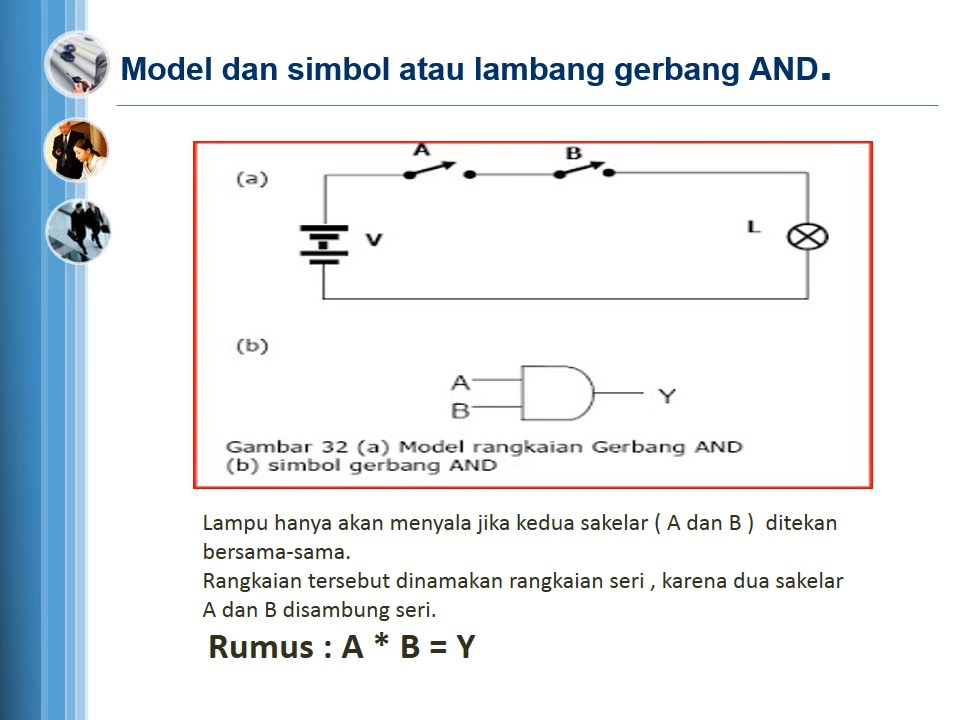 Model dan simbol atau lambang gerbang AND.
A
B
(a)
V
L
(b)
A
Y
B
Gambar 32 (a) Model rangkaian Gerbang AND
(b) simbol gerbang AND
Lampu hanya akan menyala jika kedua sakelar ( A dan B )  ditekan
bersama-sama.
Rangkaian tersebut dinamakan rangkaian seri , karena dua sakelar
A dan B disambung seri.
Rumus : A * B = Y